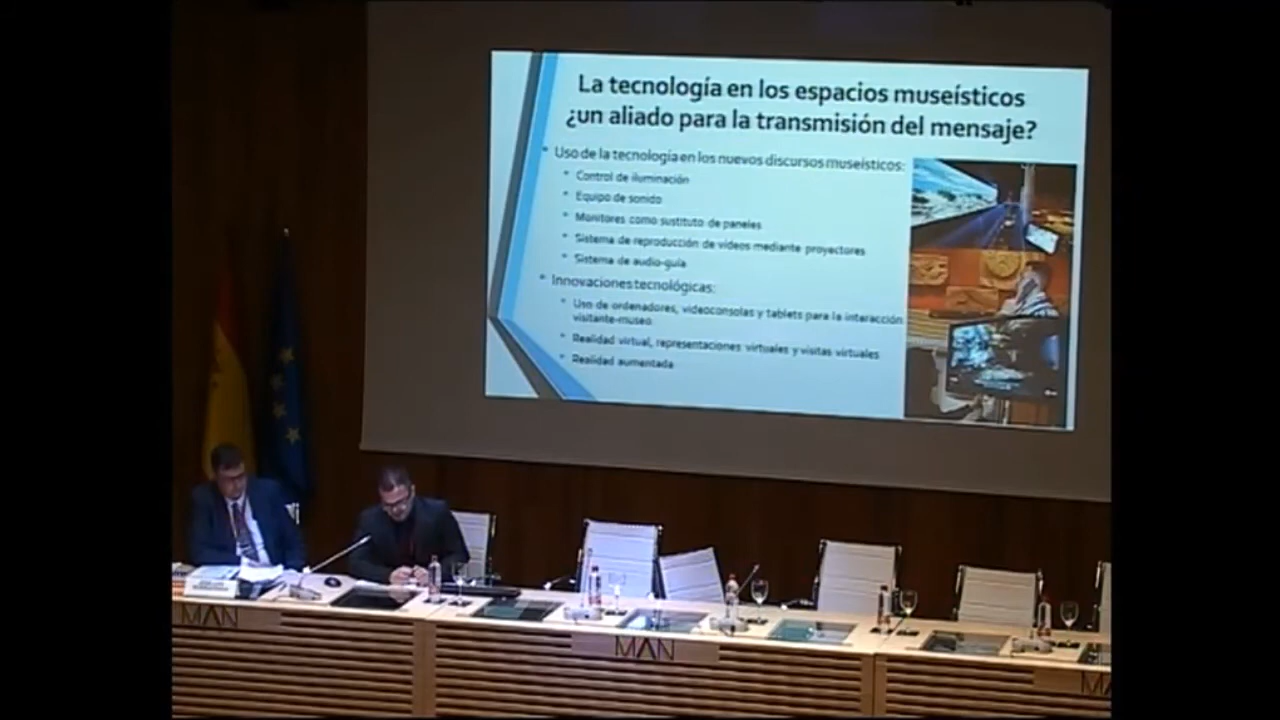 La tecnología en los espacios museísticos
¿un aliado para la transmisión del mensaje?
• Uso de la tecnología en los nuevos discursos museísticos:
• Control de iluminación
• Equipo de sonido
• Monitores como sustituto de paneles
• Sistema de reproducción de videos mediante proyectores
• Sistema de audio-guía
• Innovaciones tecnológicas:
• Uso de ordenadores, videoconsolas y tablets para la interacción
visitante-museo.
• Realidad virtual, representaciones virtuales y visitas virtuales
• Realidad aumentada
MAN
MAN